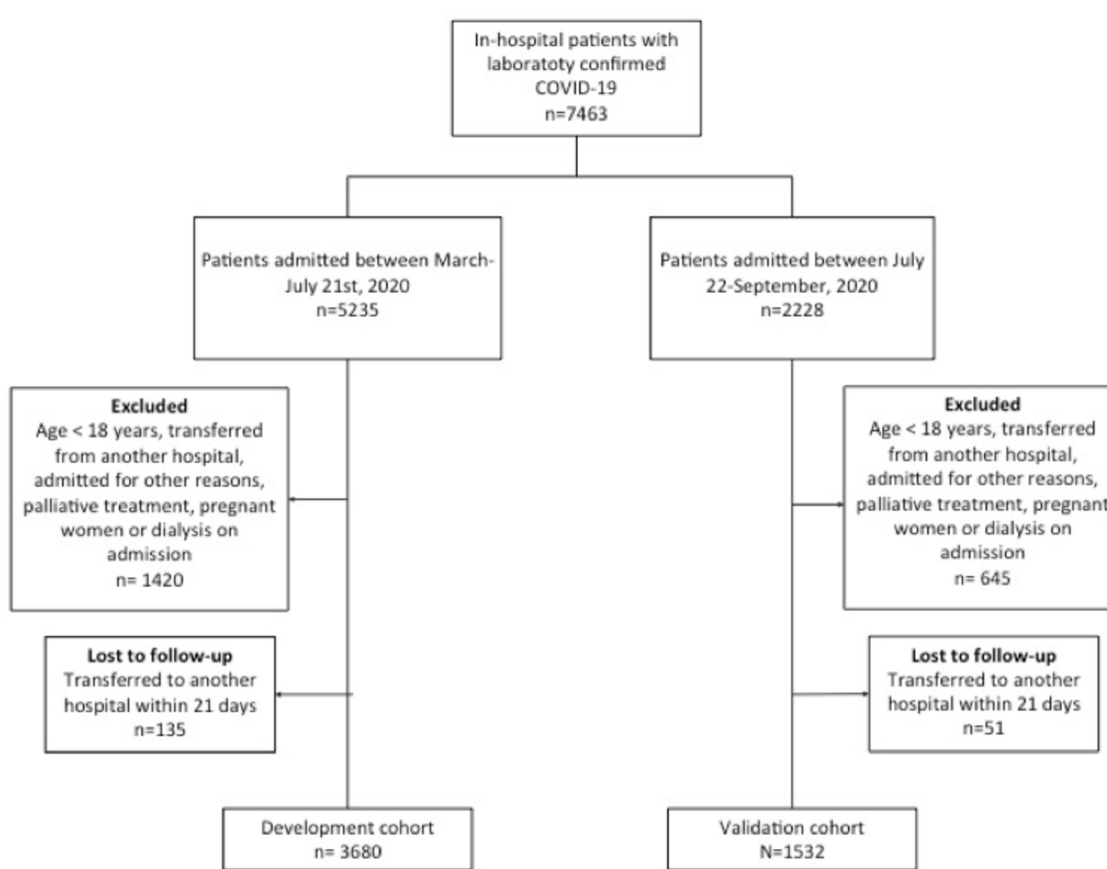 In-hospital patients with
laboratoty confirmed
COVID-19
n=7463
Patients admitted between March-
July 21st, 2020
n=5235
Patients admitted between July
22-September, 2020
n=2228
Excluded
Age < 18 years, transferred
from another hospital,
admitted for other reasons,
palliative treatment, pregnant
women or dialysis on
admission
n= 1420
Excluded
Age < 18 years, transferred
from another hospital,
admitted for other reasons,
palliative treatment, pregnant
women or dialysis on
admission
n= 645
Lost to follow-up
Transferred to another
hospital within 21 days
n=135
Lost to follow-up
Transferred to another
hospital within 21 days
n=51
Development cohort
n= 3680
Validation cohort
N=1532